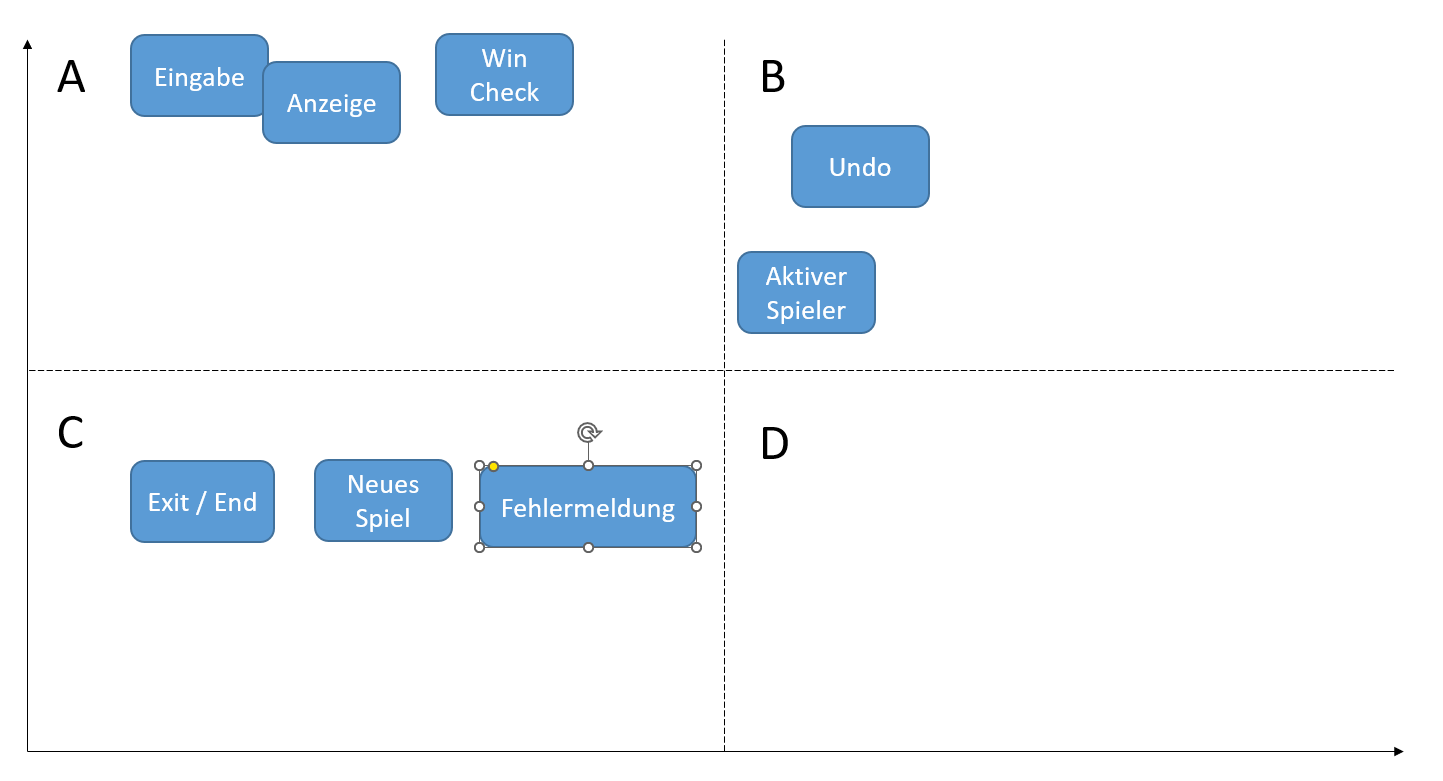 A
Eingabe
Anzeige
Win
Check
B
Undo
Aktiver
Spieler
C
Exit / End
Neues
Spiel
Fehlermeldung
D